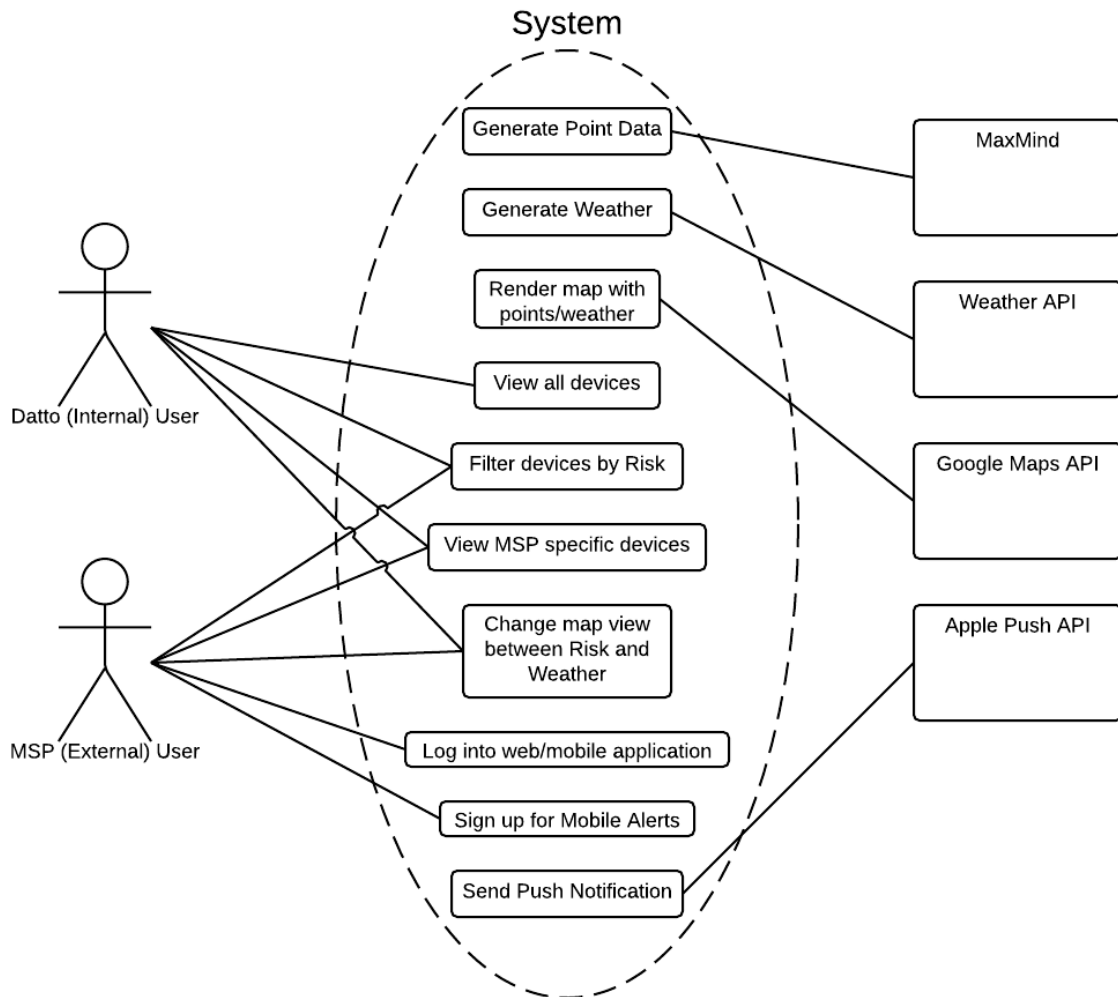 System
Generate Point Data
MaxMind
Generate Weather
Render map with
points/weather
Weather API
View all devices
Datto (Internal) User
Filter devices by Risk
Google Maps API
View MSP specific devices
Change map view
between Risk and
Weather
Apple Push API
MSP (External) User
Log into web/mobile application
Sign up for Mobile Alerts
Send Push Notification